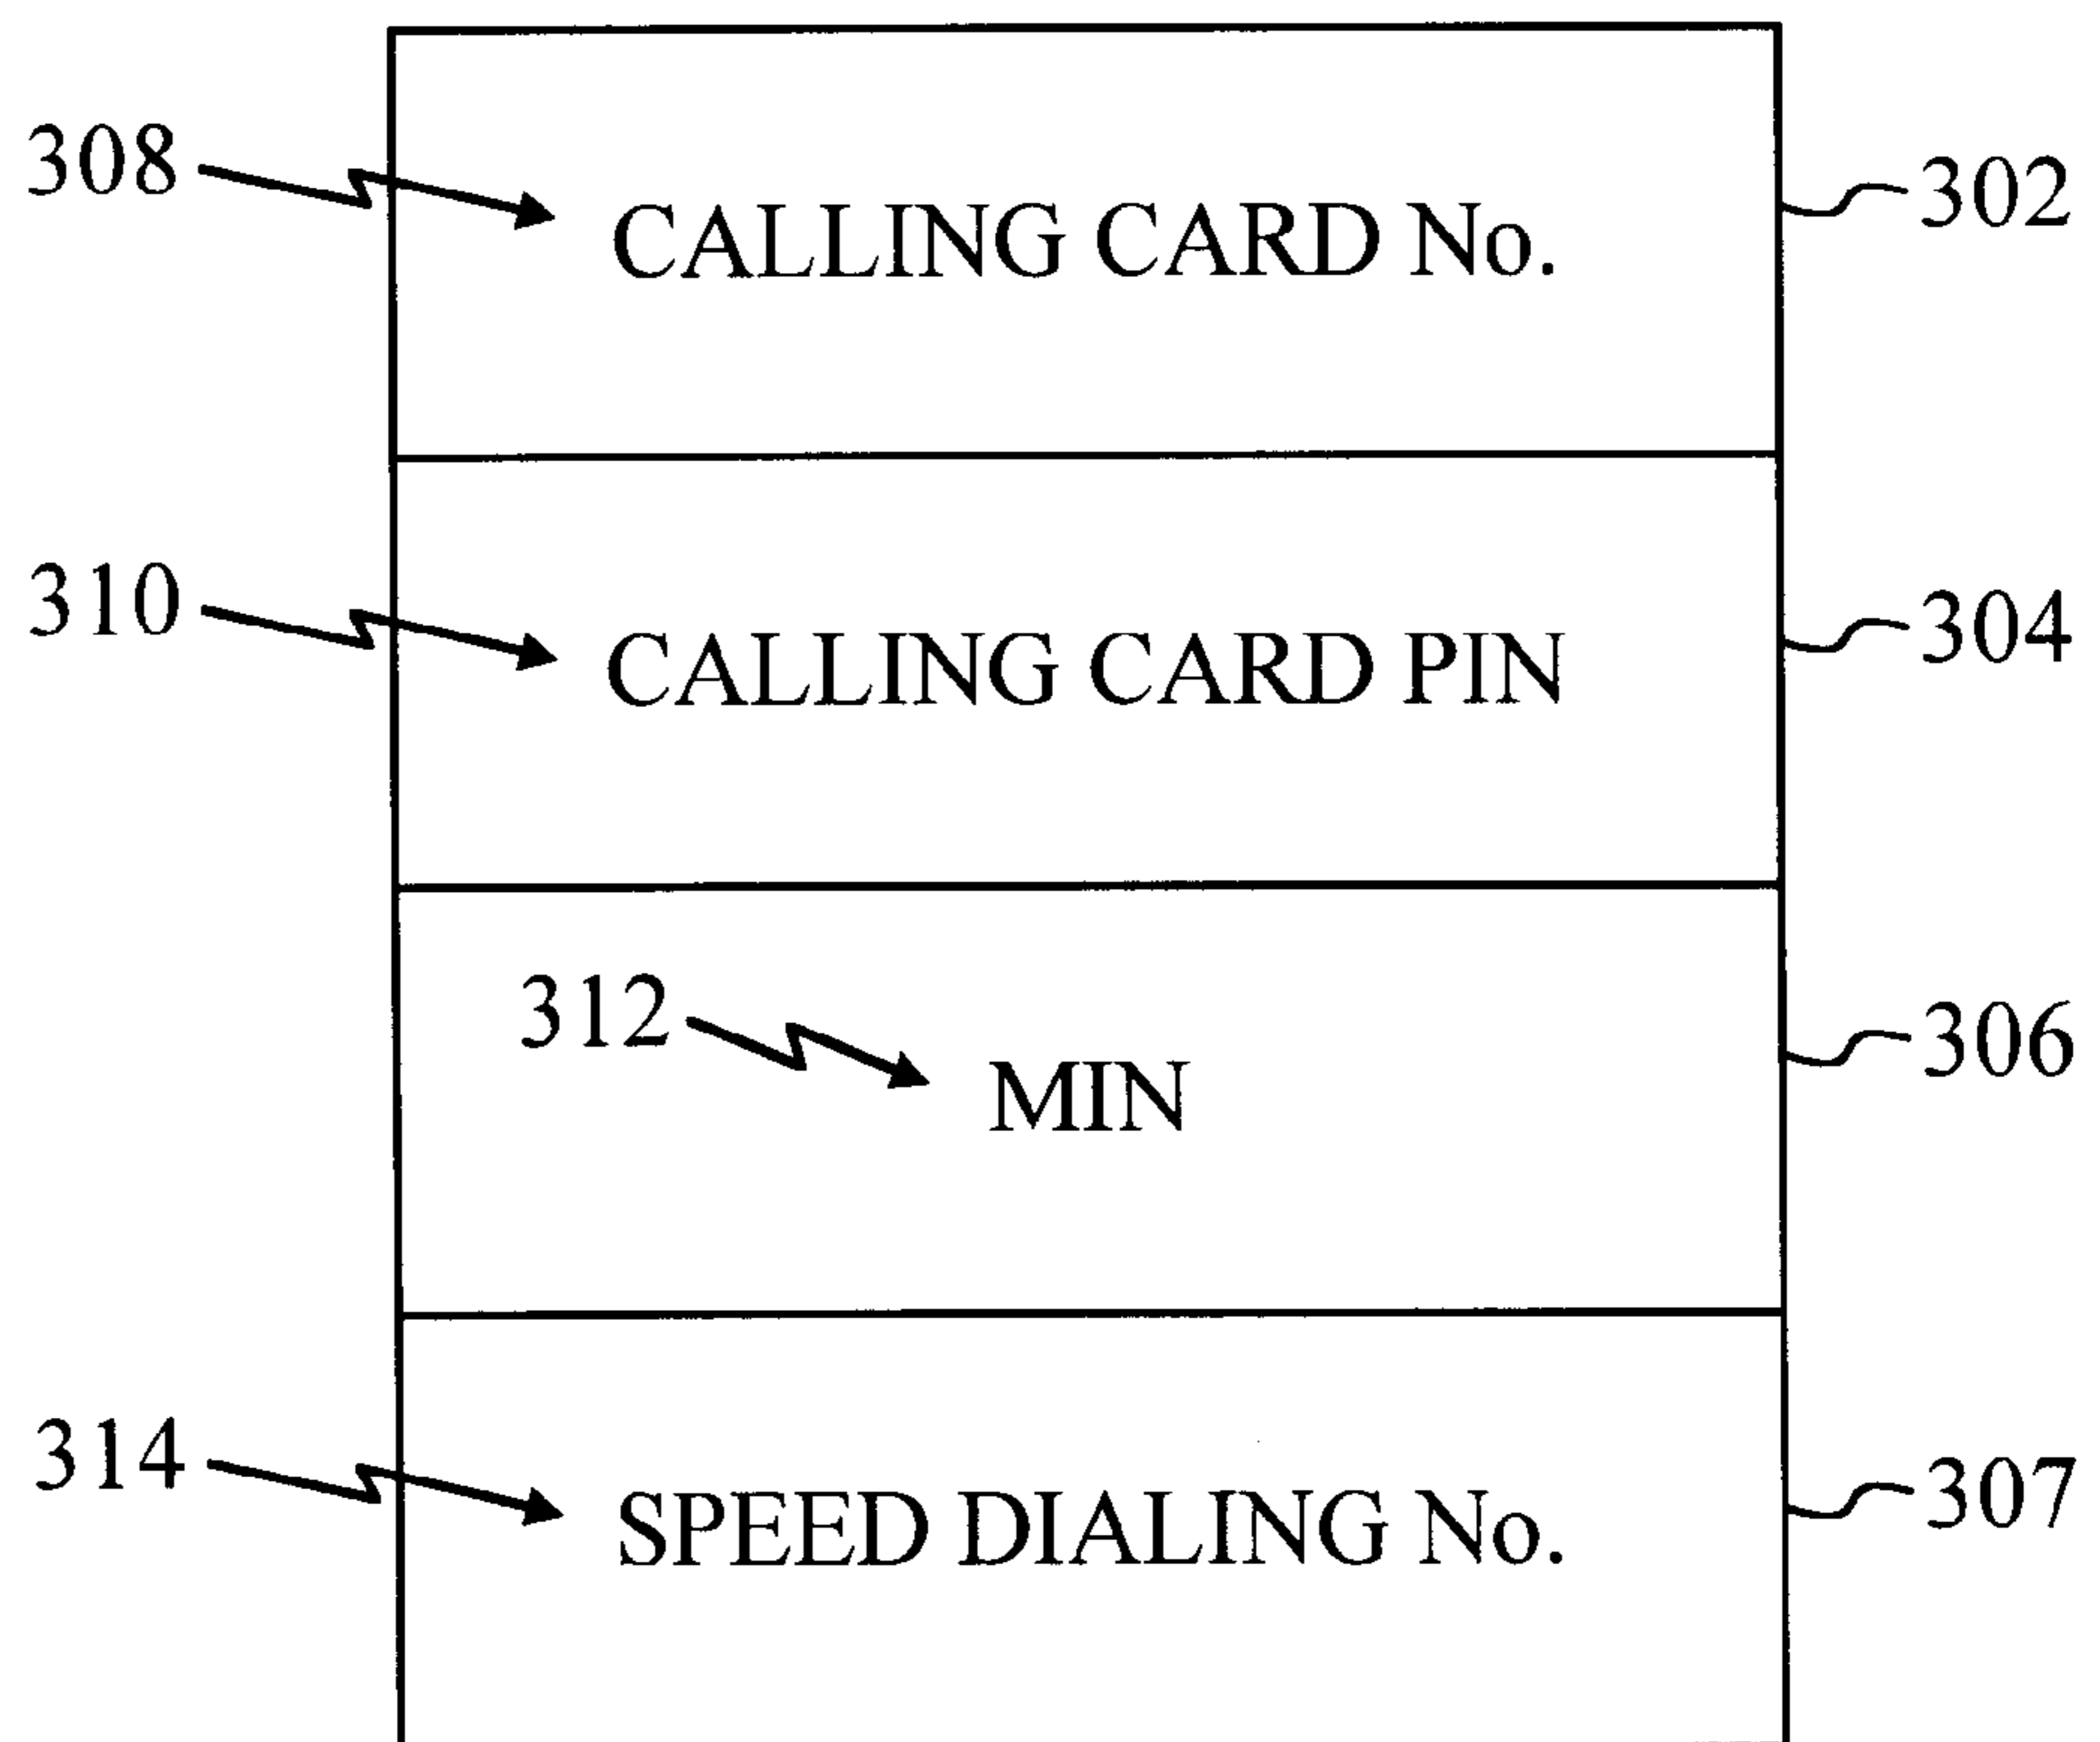 308
CALLING CARD No.
302
310
CALLING CARD PIN
304
312
MIN
306
314
SPEED DIALING No.
307